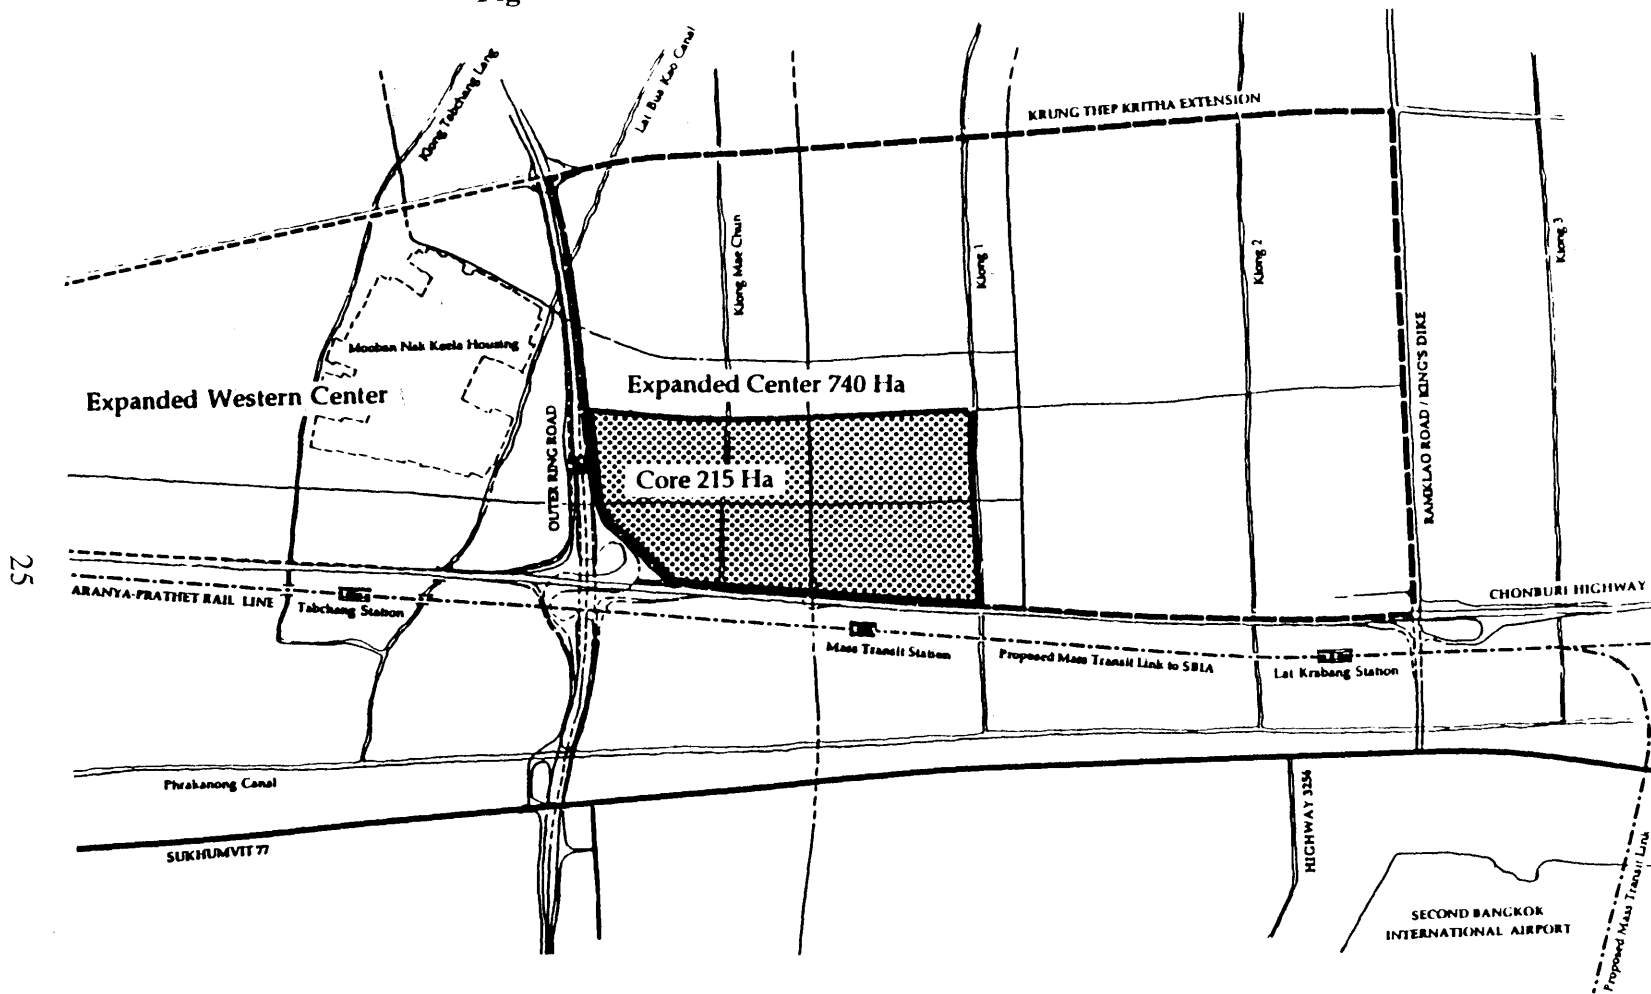 Fig
Klong Tabchang Lang
Lat Bua Kao Canal
KRUNG THEP KRITHA EXTENSION
Klong Mae Chun
Klong 1
Klong 2
Klong 3
Mooban Nak Keela Housing
Expanded Western Center
Expanded Center 740 Ha
OUTER RING ROAD
Core 215 Ha
RAMKLAO ROAD / KING'S DIKE
25
ARANYA-PRATHET RAIL LINE
Tabchang Station
CHONBURI HIGHWAY
Mass Transit Station
Proposed Mass Transit Link to SBIA
Lat Krabang Station
Phrakanong Canal
SUKHUMVIT 77
HIGHWAY 3256
SECOND BANGKOK
INTERNATIONAL AIRPORT
Proposed Mass Transit Link